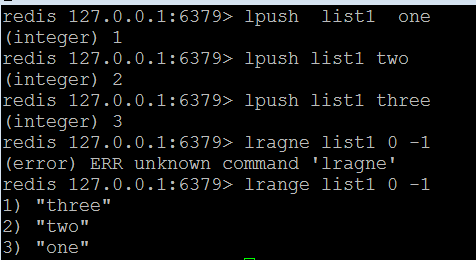 redis 127.0.0.1:6379> lpush  list1  one
(integer) 1
redis 127.0.0.1:6379> lpush list1 two
(integer) 2
redis 127.0.0.1:6379> lpush list1 three
(integer) 3
redis 127.0.0.1:6379> lragne list1 0 -1
(error) ERR unknown command 'lragne'
redis 127.0.0.1:6379> lrange list1 0 -1
1) "three"
2) "two"
3) "one"